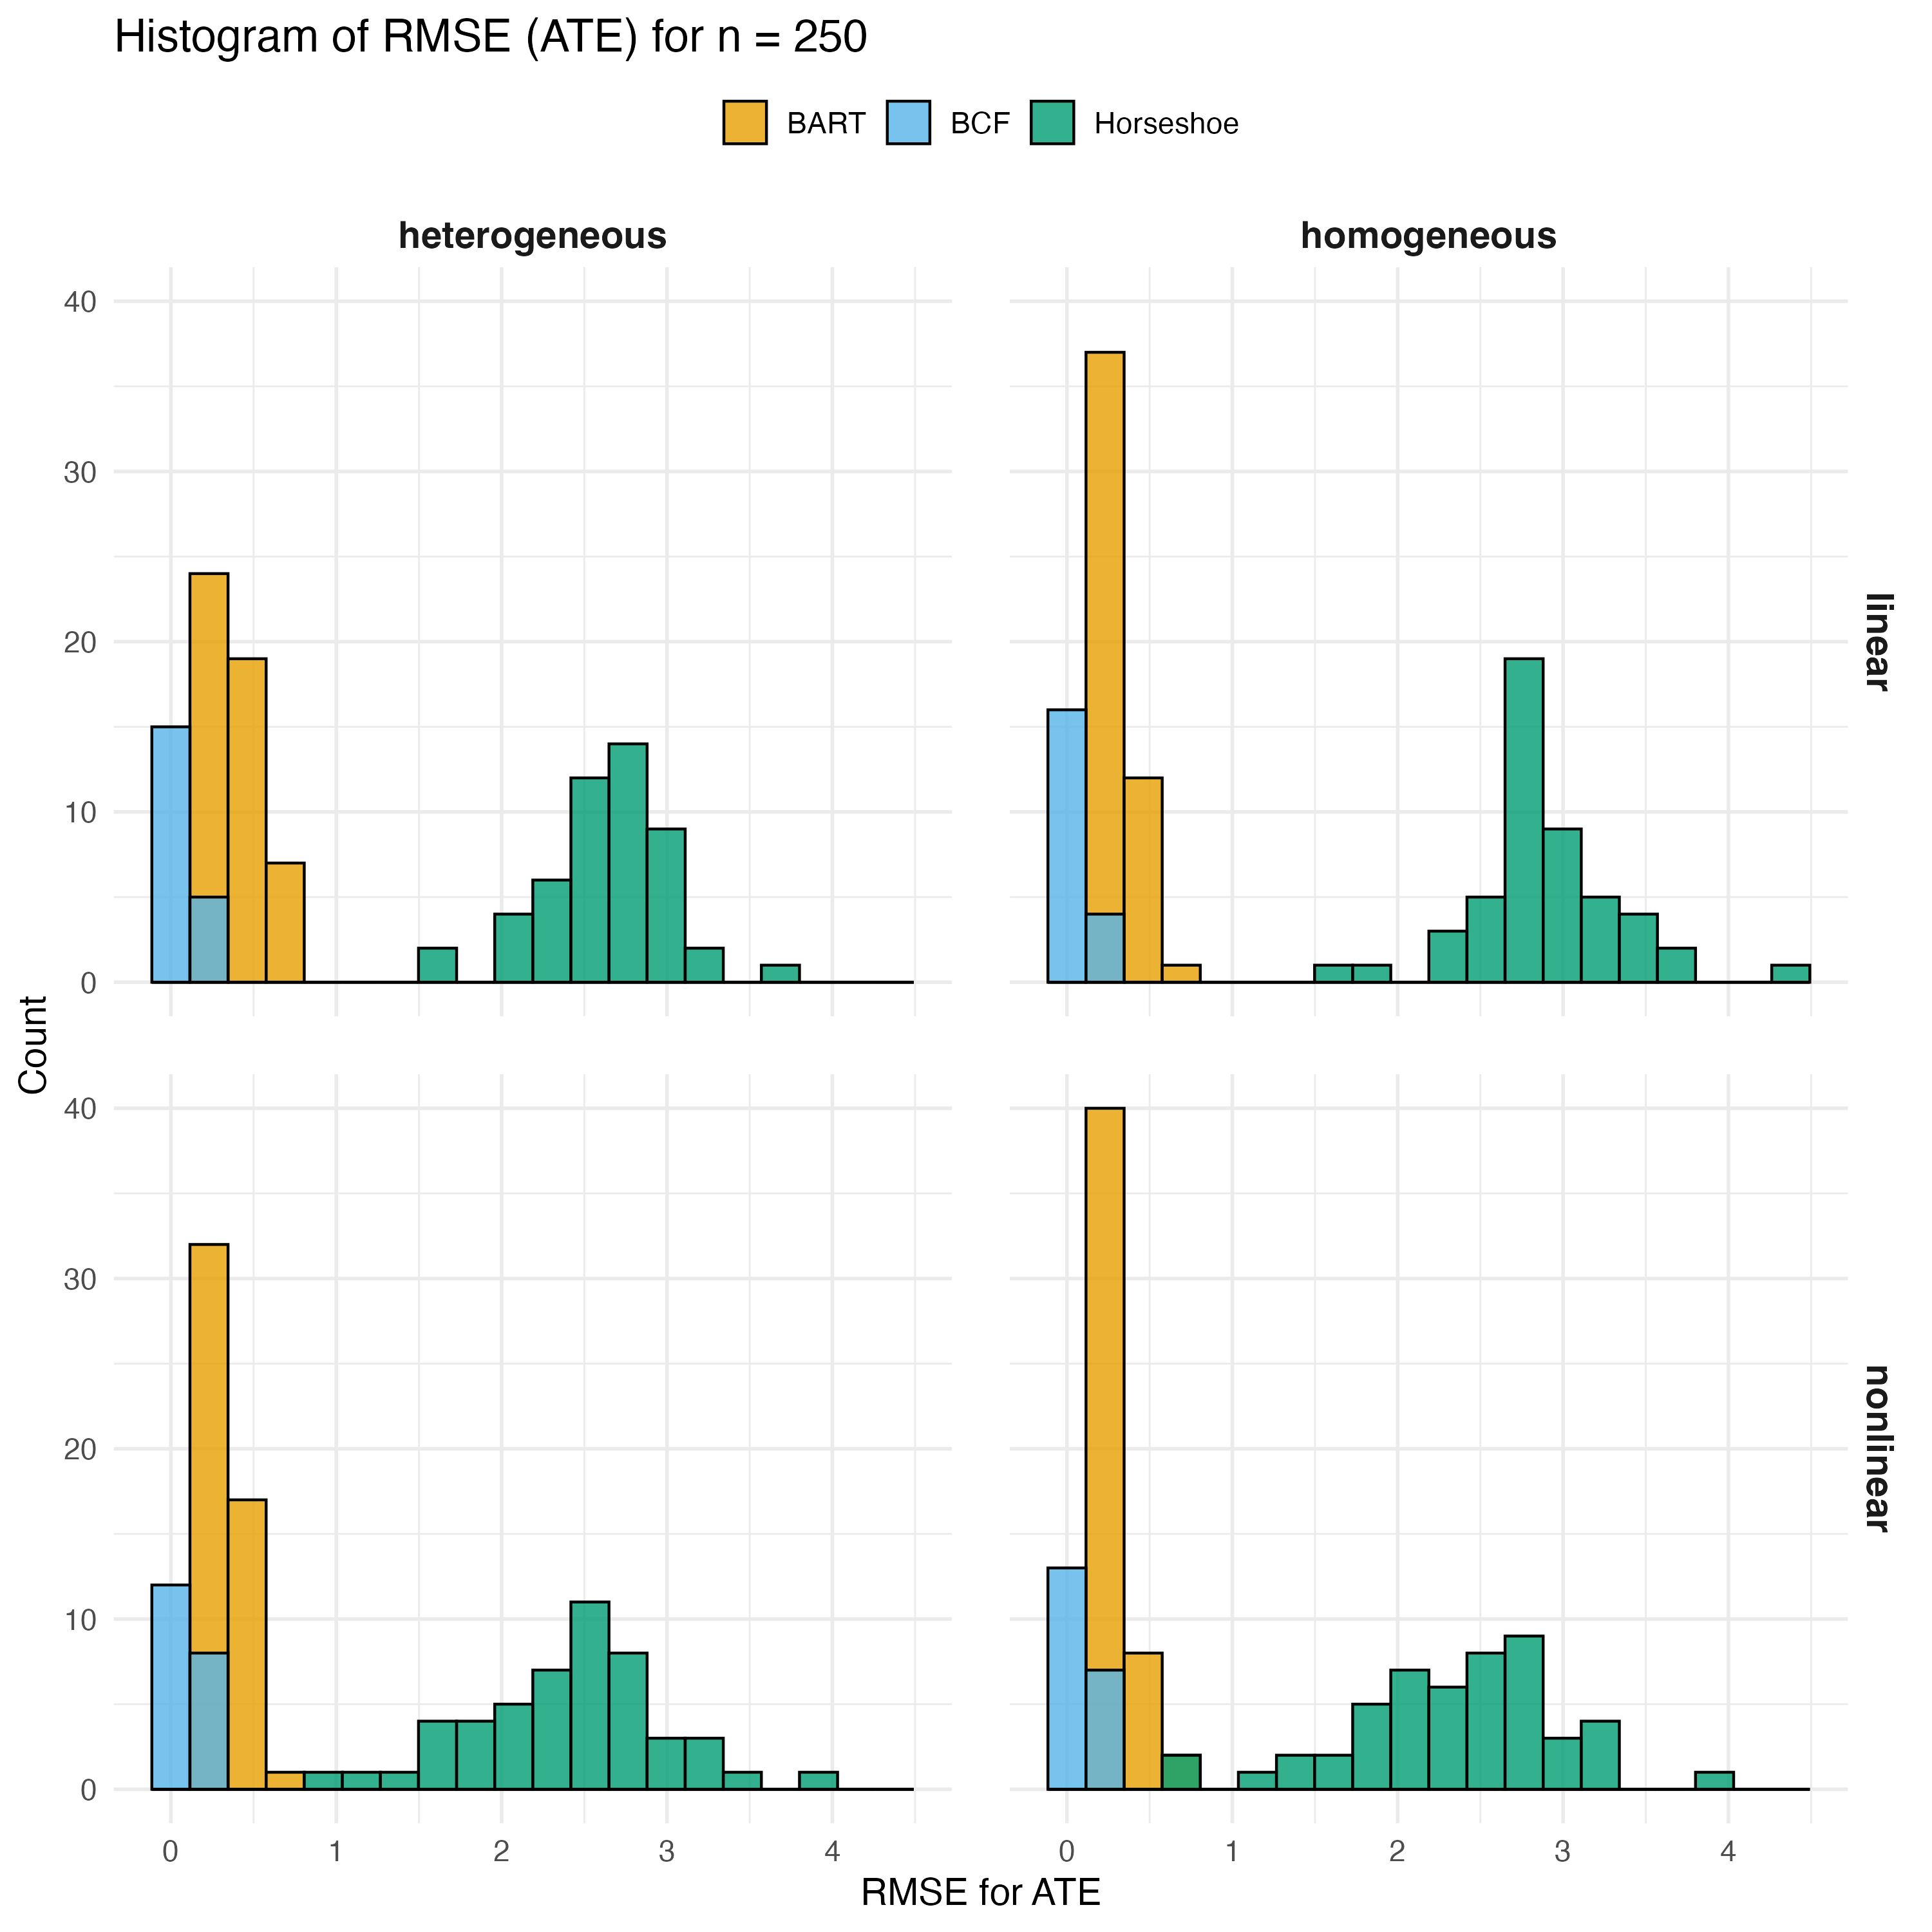 Histogram of RMSE (ATE) for n = 250
BART BCF Horseshoe
heterogeneous homogeneous
40
30
20
10
0
linear
Count
40
30
20
10
0
nonlinear
0 1 2 3 4 0 1 2 3 4
RMSE for ATE